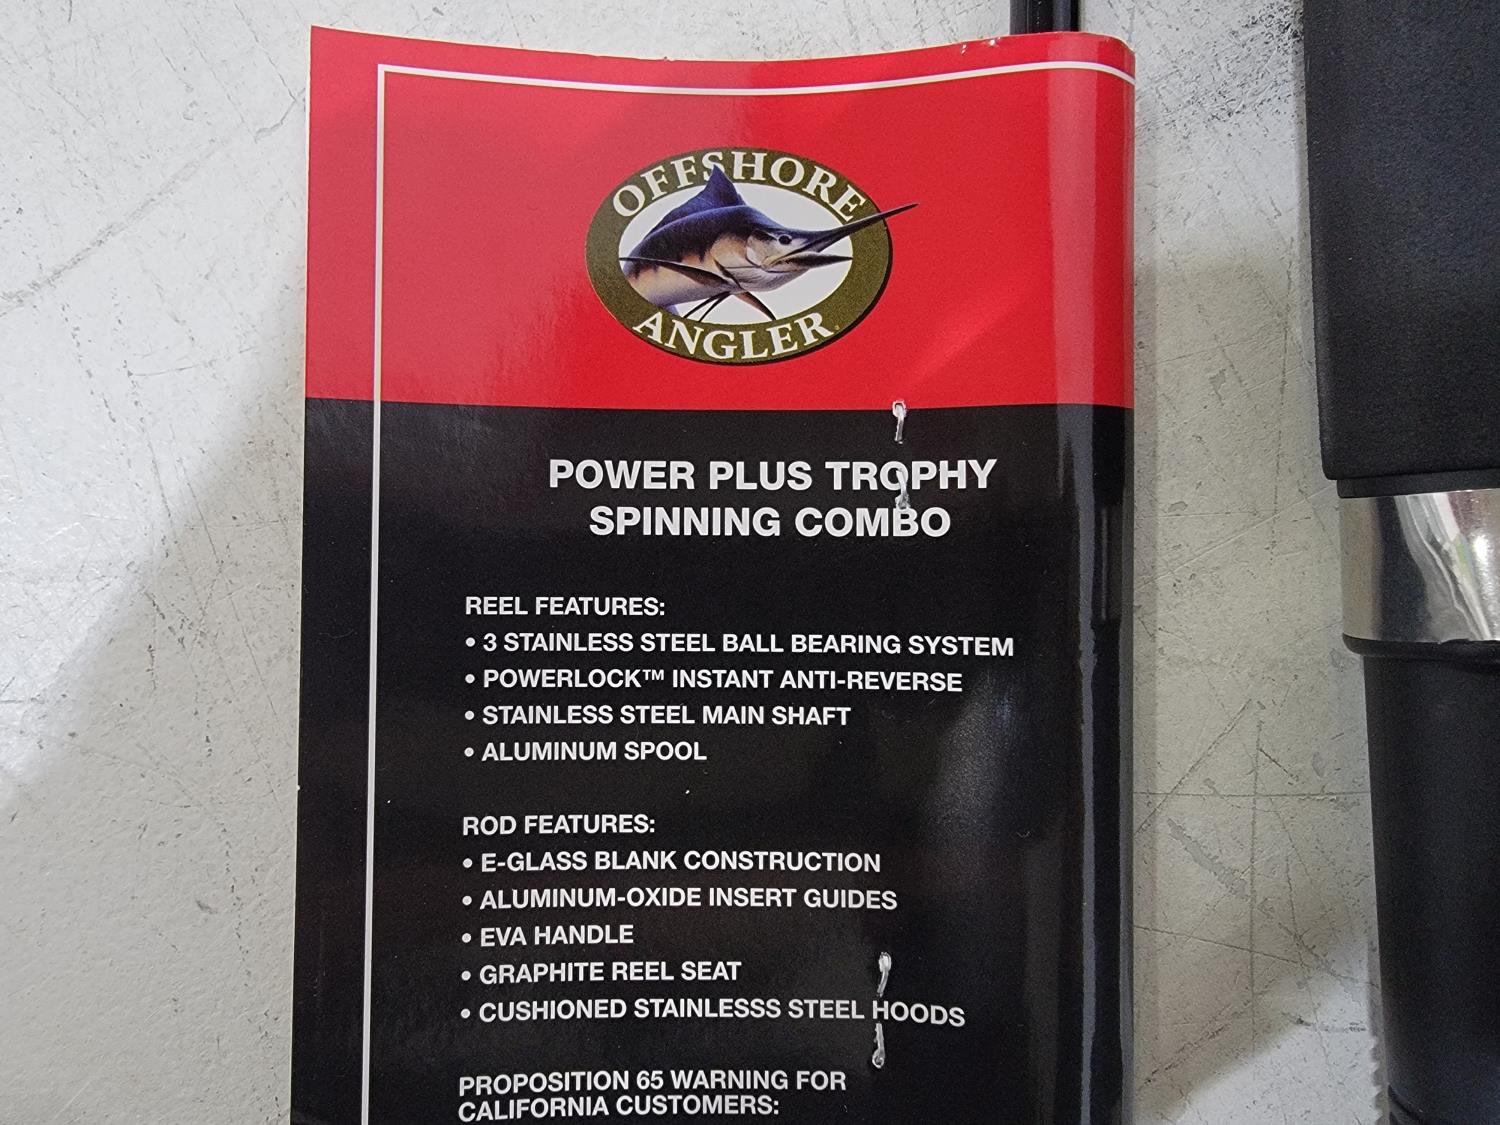 OFFSHORE
ANGLER
POWER PLUS TROPHY
SPINNING COMBO
REEL FEATURES:
• 3 STAINLESS STEEL BALL BEARING SYSTEM
• POWERLOCK™ INSTANT ANTI-REVERSE
• STAINLESS STEEL MAIN SHAFT
• ALUMINUM SPOOL
ROD FEATURES:
• E-GLASS BLANK CONSTRUCTION
• ALUMINUM-OXIDE INSERT GUIDES
• EVA HANDLE
• GRAPHITE REEL SEAT
• CUSHIONED STAINLESSS STEEL HOODS
PROPOSITION 65 WARNING FOR
CALIFORNIA CUSTOMERS: